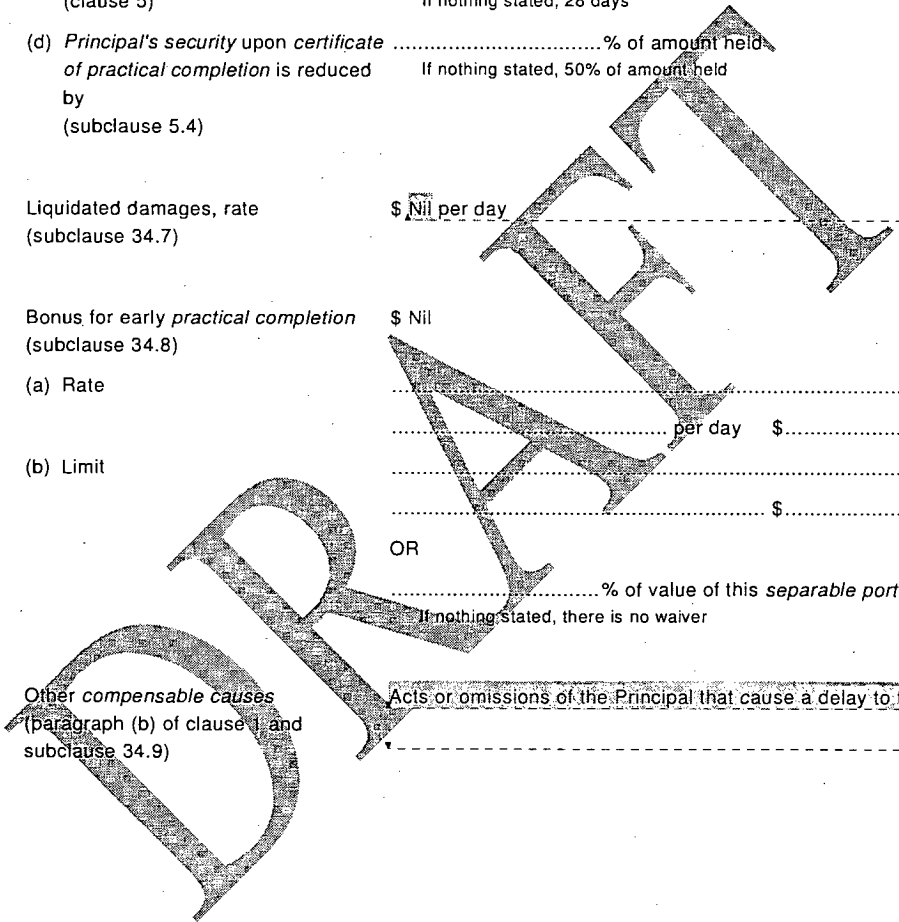 (clause 5) If nothing stated, 28 days
(d) Principal's security upon certificate .................................% of amount held
of practical completion is reduced If nothing stated, 50% of amount held
by
(subclause 5.4)
Liquidated damages, rate $ Nil per day
(subclause 34.7)
Bonus for early practical completion $ Nil
(subclause 34.8)
(a) Rate ....................
.................... per day $....................
(b) Limit ....................
.................... $....................
OR
.................................% of value of this separable port
If nothing stated, there is no waiver
Other compensable causes Acts or omissions of the Principal that cause a delay to
(paragraph (b) of clause 1 and
subclause 34.9)
DRAFT